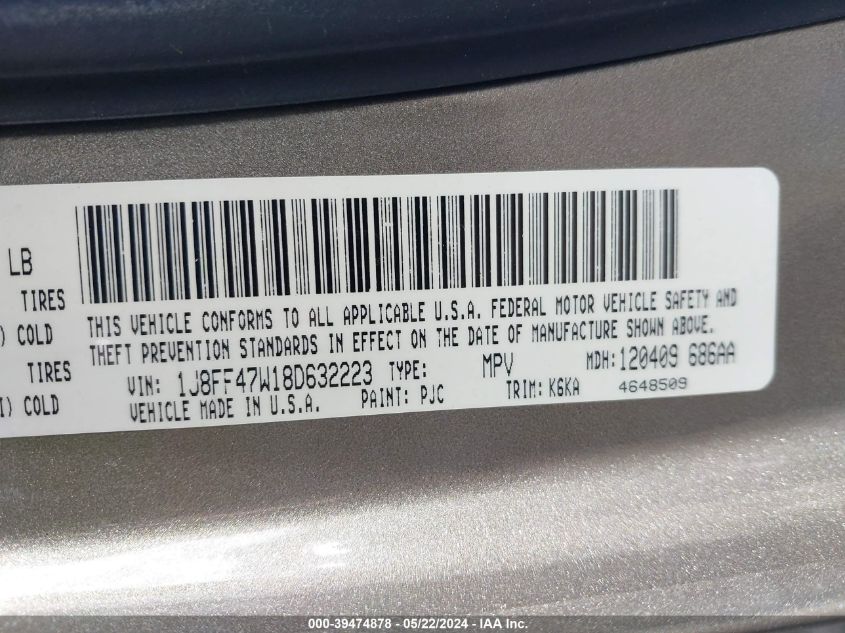 LB
TIRES
) COLD
TIRES
I) COLD
THIS VEHICLE CONFORMS TO ALL APPLICABLE U.S.A. FEDERAL MOTOR VEHICLE SAFETY AND
THEFT PREVENTION STANDARDS IN EFFECT ON THE DATE OF MANUFACTURE SHOWN ABOVE.
VIN: 1J8FF47W18D632223 TYPE: MPV MDH:120409 686AA
VEHICLE MADE IN U.S.A. PAINT: PJC TRIM: K6KA 4648509
000-39474878 - 05/22/2024 - IAA Inc.